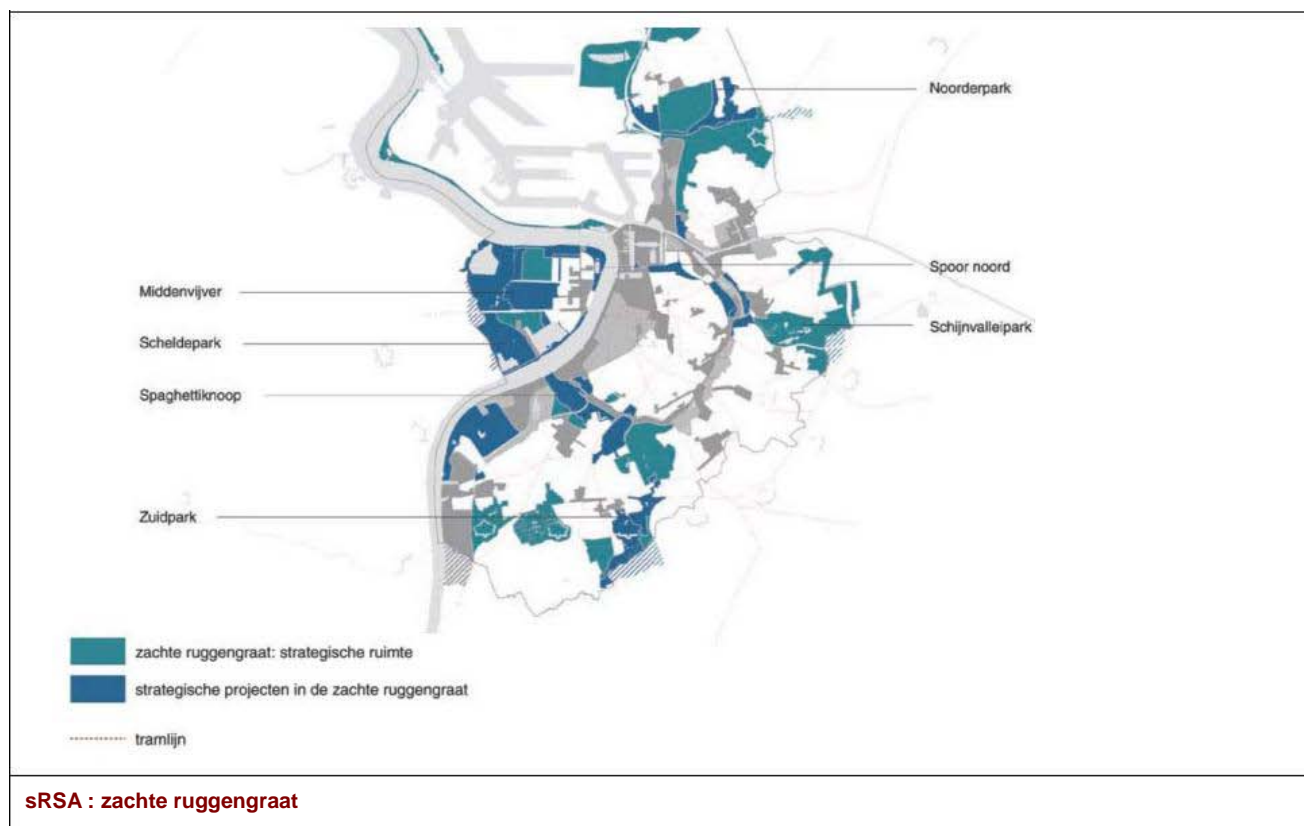 Noorderpark
Middenvijver
Spoor noord
Scheldepark
Schijnvalleipark
Spaghettiknoop
Zuidpark
zachte ruggengraat: strategische ruimte
strategische projecten in de zachte ruggengraat
tramlijn
sRSA : zachte ruggengraat